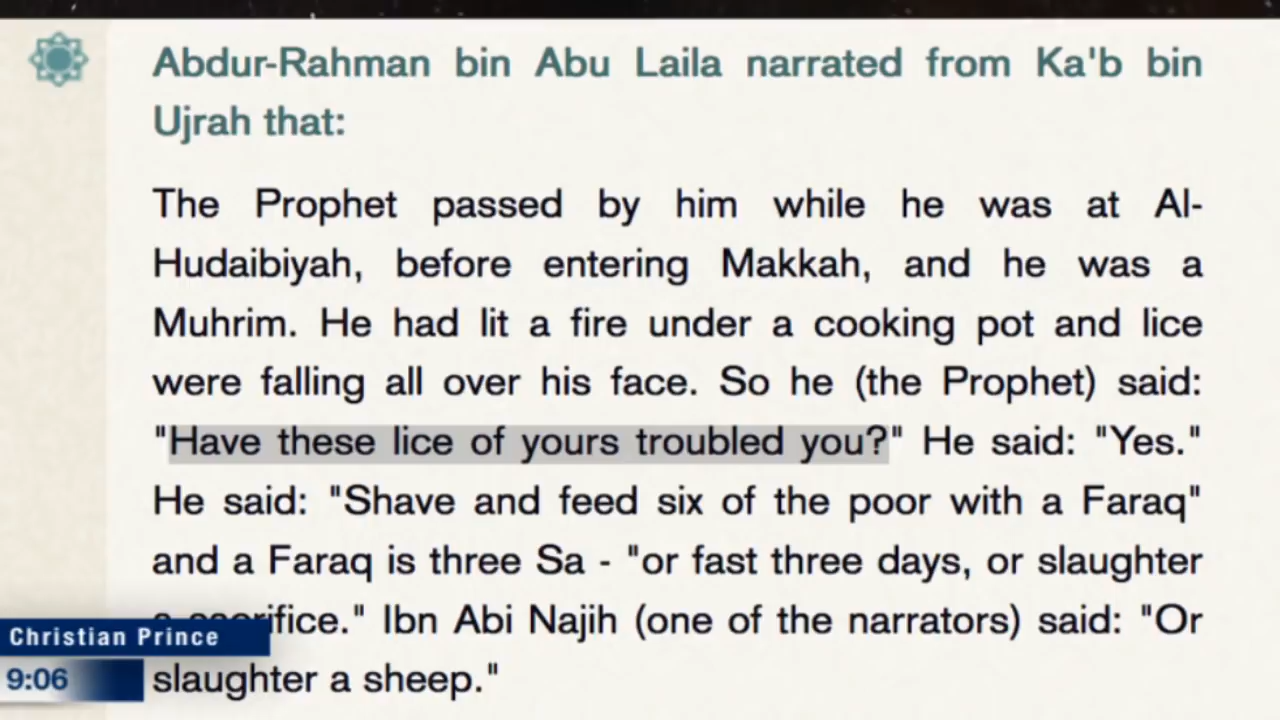 Abdur-Rahman bin Abu Laila narrated from Ka'b bin
Ujrah that:
The Prophet passed by him while he was at Al-
Hudaibiyah, before entering Makkah, and he was a
Muhrim. He had lit a fire under a cooking pot and lice
were falling all over his face. So he (the Prophet) said:
"Have these lice of yours troubled you?" He said: "Yes."
He said: "Shave and feed six of the poor with a Faraq"
and a Faraq is three Sa - "or fast three days, or slaughter
a sacrifice." Ibn Abi Najih (one of the narrators) said: "Or
slaughter a sheep."
Christian Prince
9:06